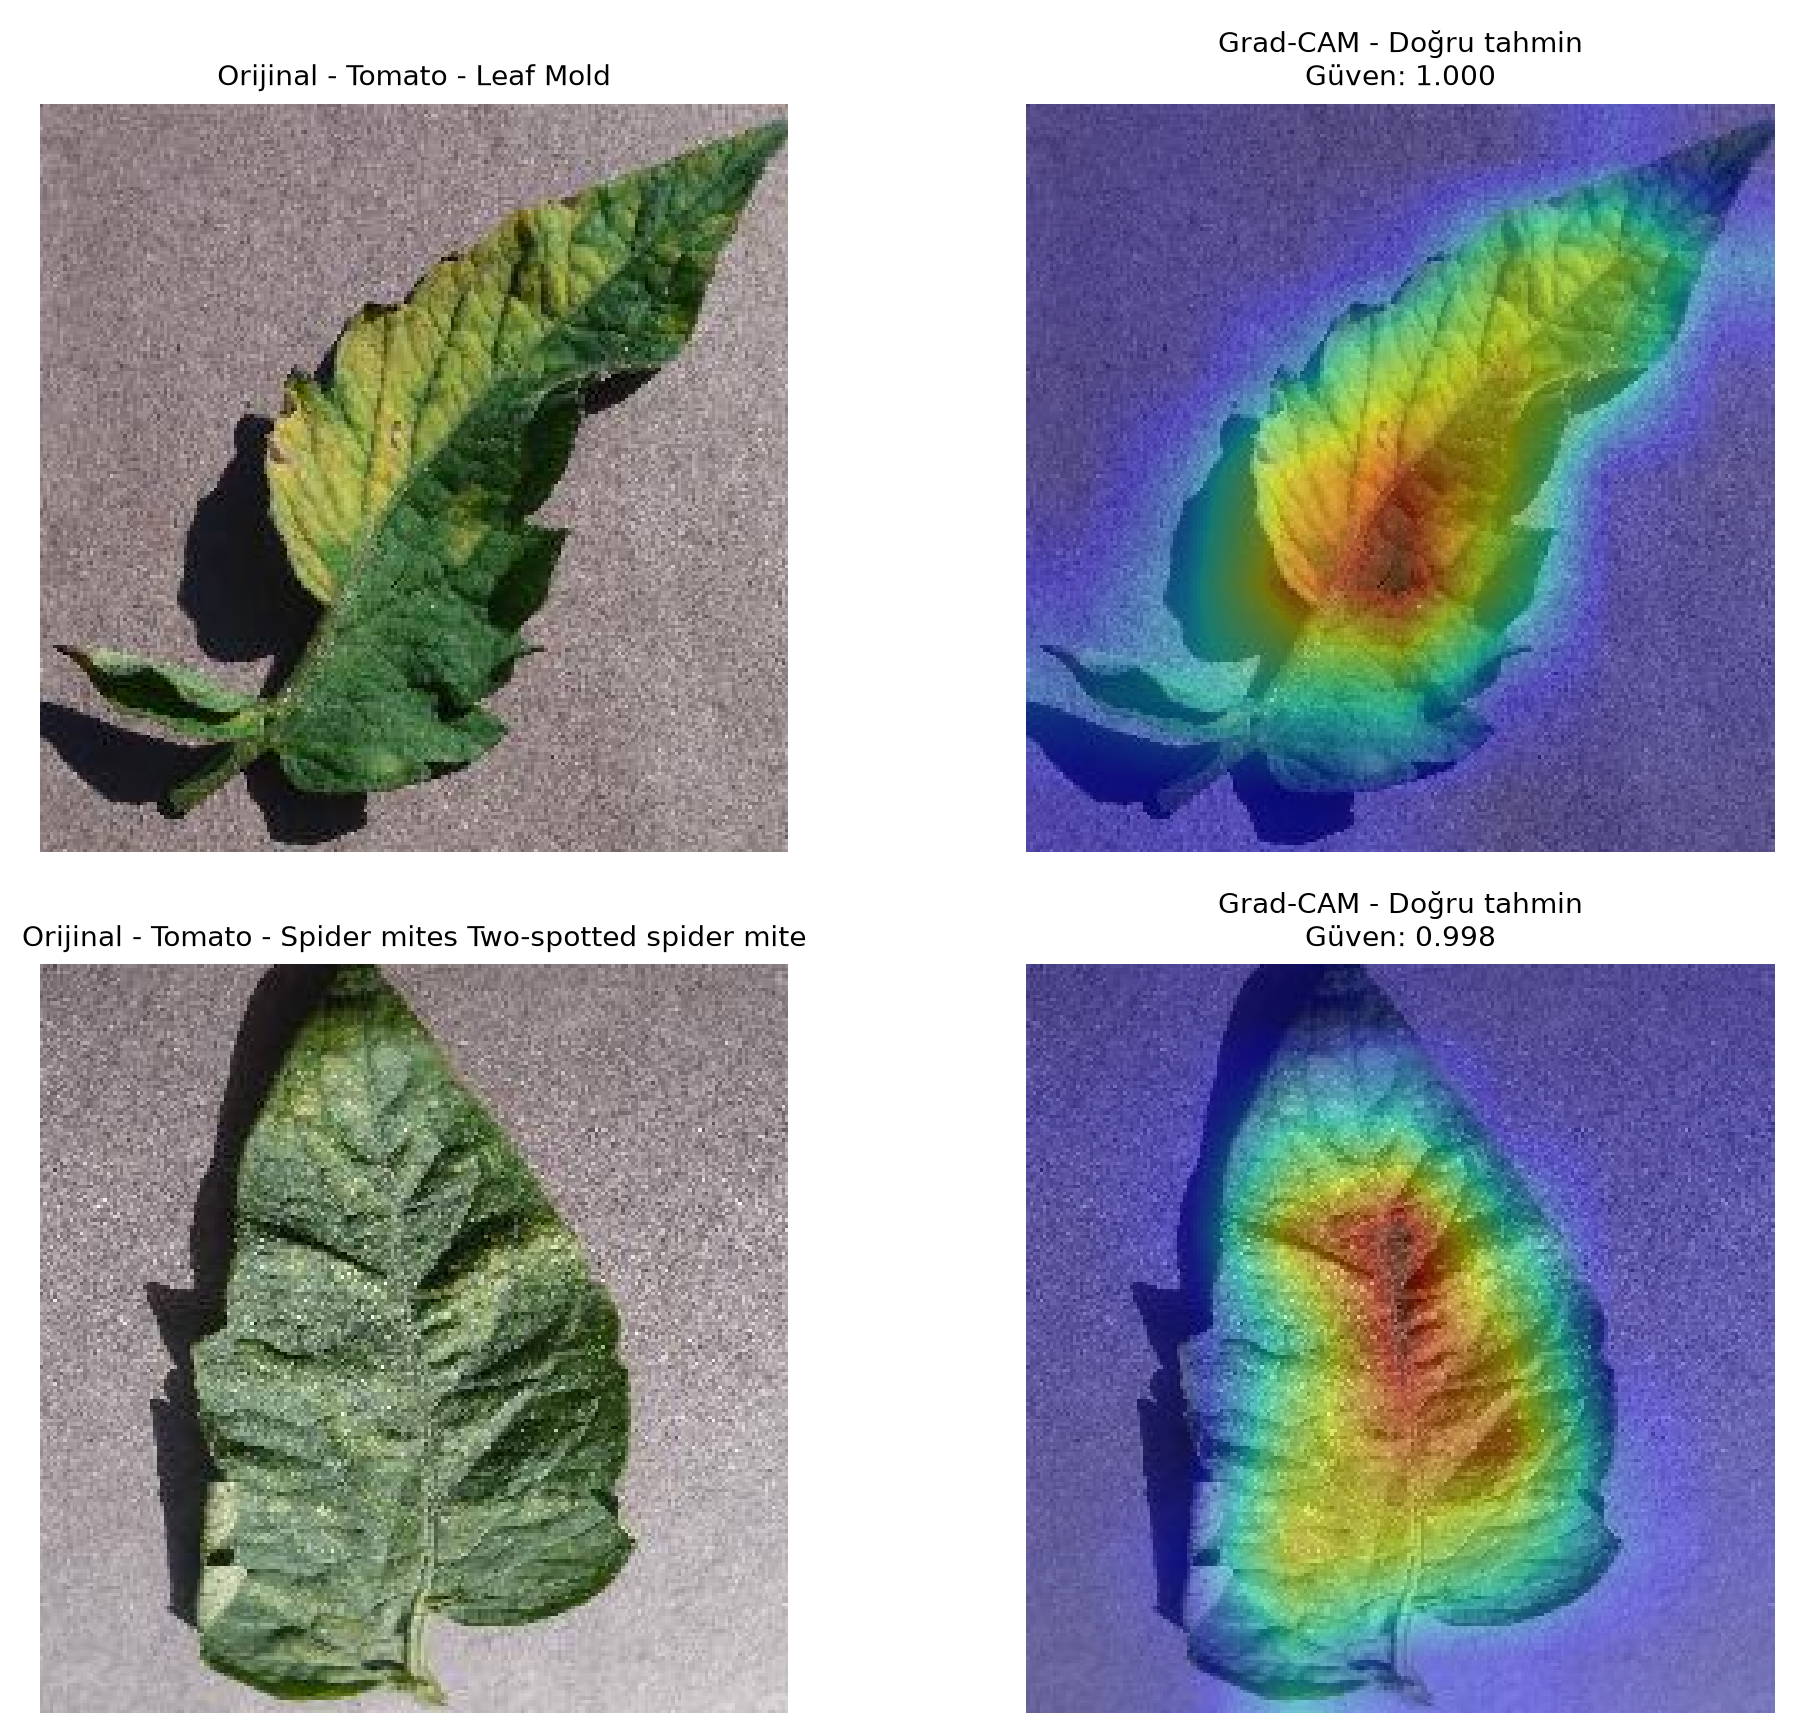 Orijinal - Tomato - Leaf Mold
Grad-CAM - Doğru tahmin
Güven: 1.000
Orijinal - Tomato - Spider mites Two-spotted spider mite
Grad-CAM - Doğru tahmin
Güven: 0.998